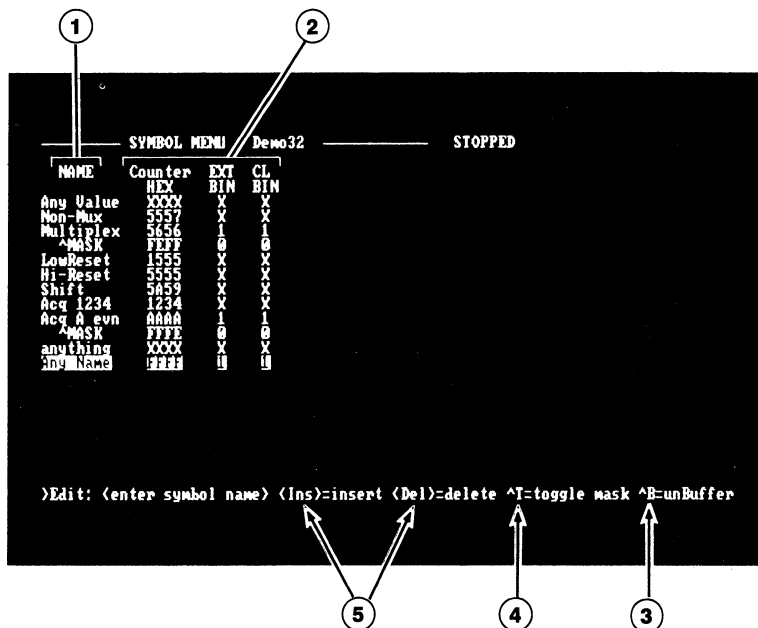 1 2
SYMBOL MENU Demo32 STOPPED
NAME Counter EXT CL
HEX BIN BIN
Any Value XXXX X X
Non-Mux 5557 X X
Multiplex 5656 1 1
^MASK FEFF 0 0
LowReset 1555 X X
Hi-Reset 5555 X X
Shift 5A59 X X
Acq 1234 1234 X X
Acq A evn AAAA 1 1
^MASK FFFE 0 0
anything XXXX X X
Any Name FFFF 1 1
>Edit: <enter symbol name> <Ins>=insert <Del>=delete ^T=toggle mask ^B=unBuffer
5 4 3